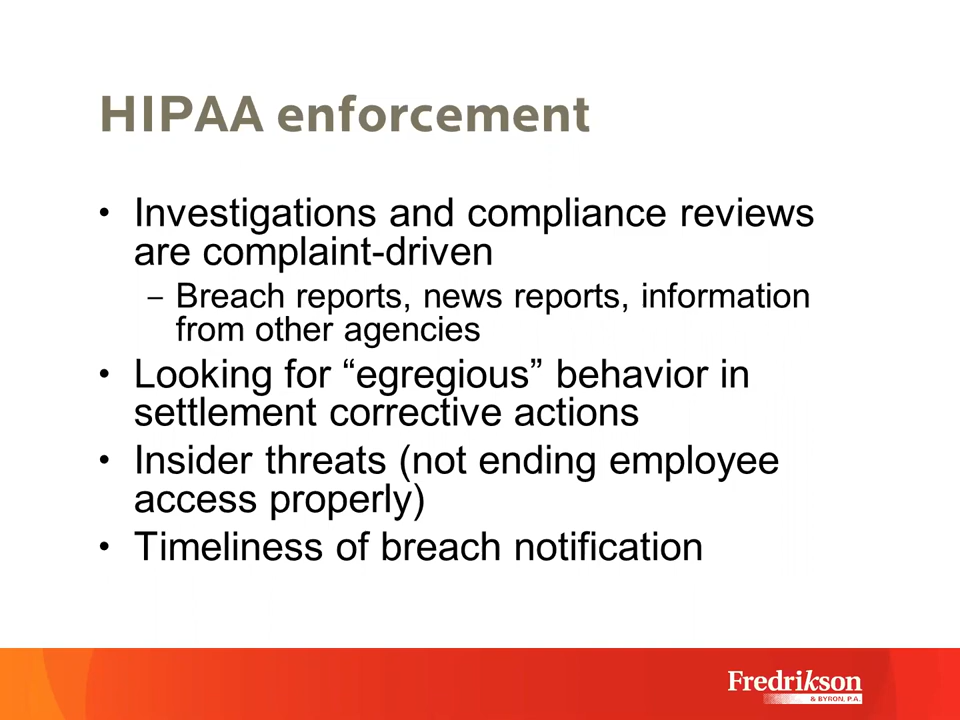 HIPAA enforcement
• Investigations and compliance reviews
are complaint-driven
– Breach reports, news reports, information
from other agencies
• Looking for “egregious” behavior in
settlement corrective actions
• Insider threats (not ending employee
access properly)
• Timeliness of breach notification
Fredrikson
& BYRON, P.A.